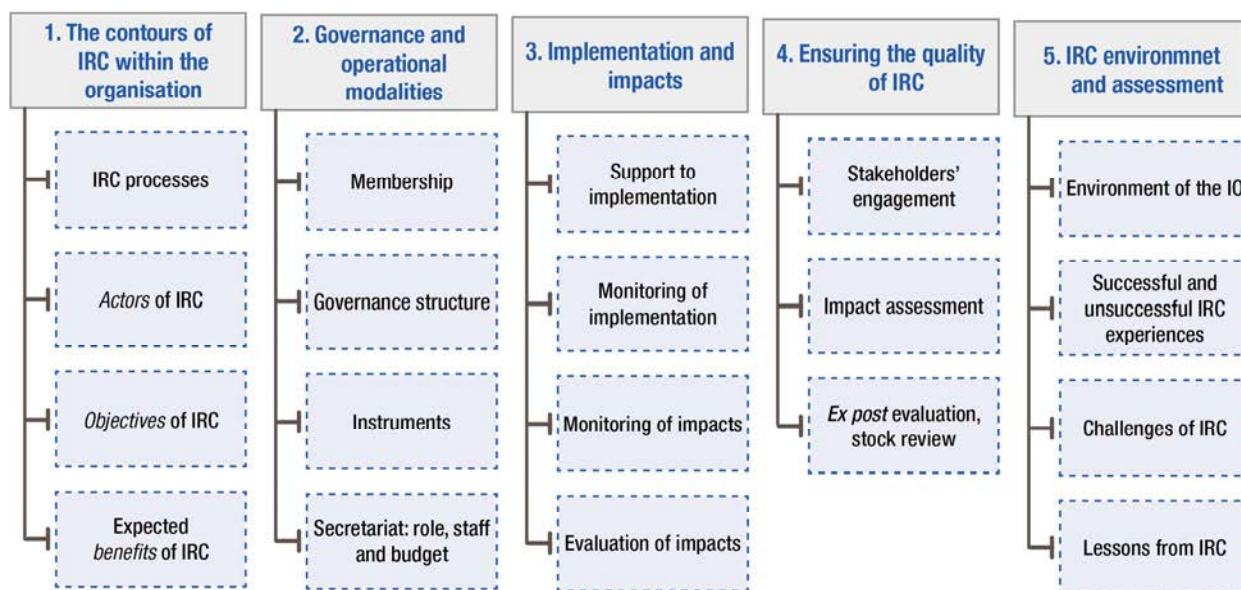 1. The contours of
IRC within the
organisation
IRC processes
Actors of IRC
Objectives of IRC
Expected
benefits of IRC
2. Governance and
operational
modalities
Membership
Governance structure
Instruments
Secretariat: role, staff
and budget
3. Implementation and
impacts
Support to
implementation
Monitoring of
implementation
Monitoring of impacts
Evaluation of impacts
4. Ensuring the quality
of IRC
Stakeholders'
engagement
Impact assessment
Ex post evaluation,
stock review
5. IRC environmnet
and assessment
Environment of the IO
Successful and
unsuccessful IRC
experiences
Challenges of IRC
Lessons from IRC